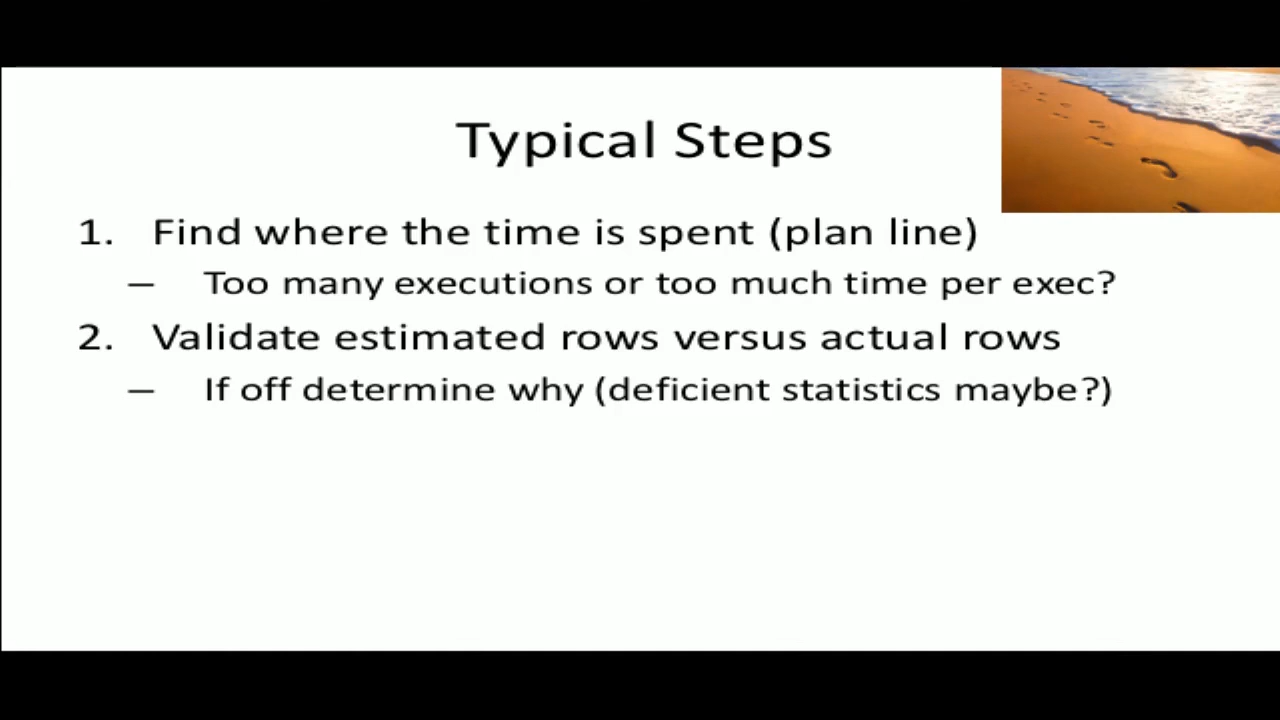 Typical Steps
1. Find where the time is spent (plan line)
– Too many executions or too much time per exec?
2. Validate estimated rows versus actual rows
– If off determine why (deficient statistics maybe?)